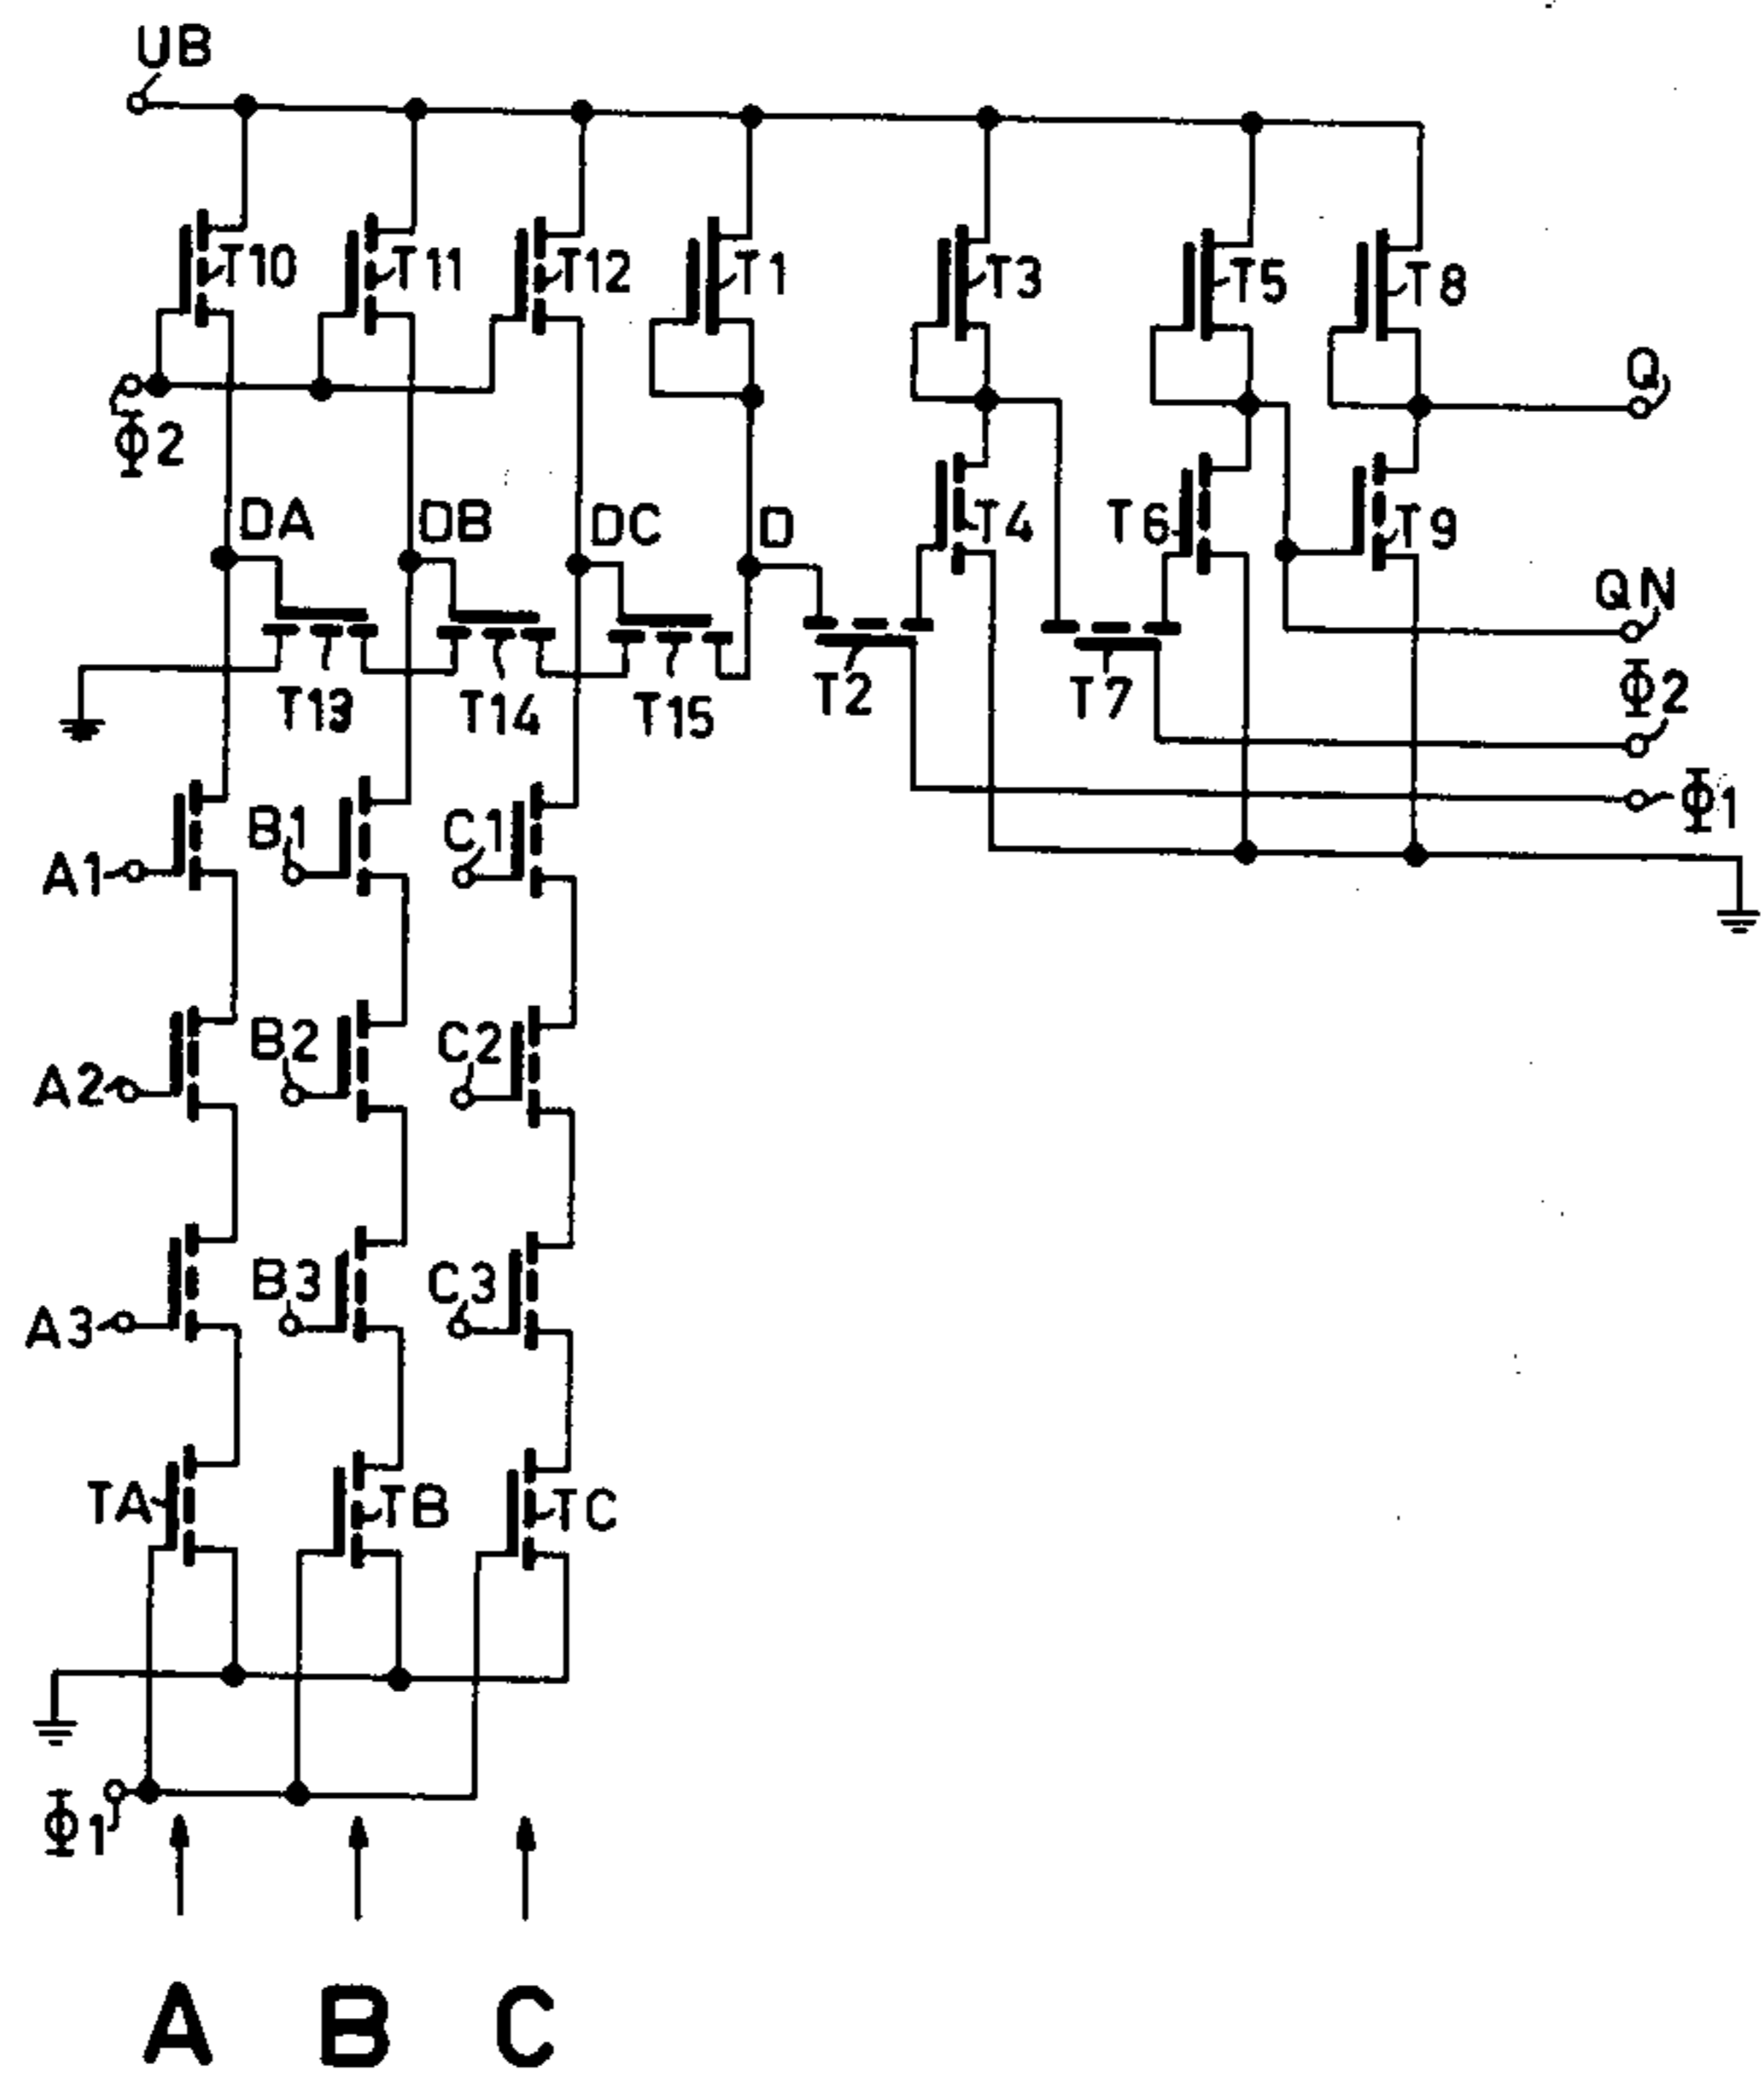 UB
T10 T11 T12 T1 T3 T5 T8
Q
Φ2
DA DB DC D T4 T6 T9
QN
T13 T14 T15 T2 T7 Φ2
Φ1
A1 B1 C1
A2 B2 C2
A3 B3 C3
TA TB TC
Φ1
A B C